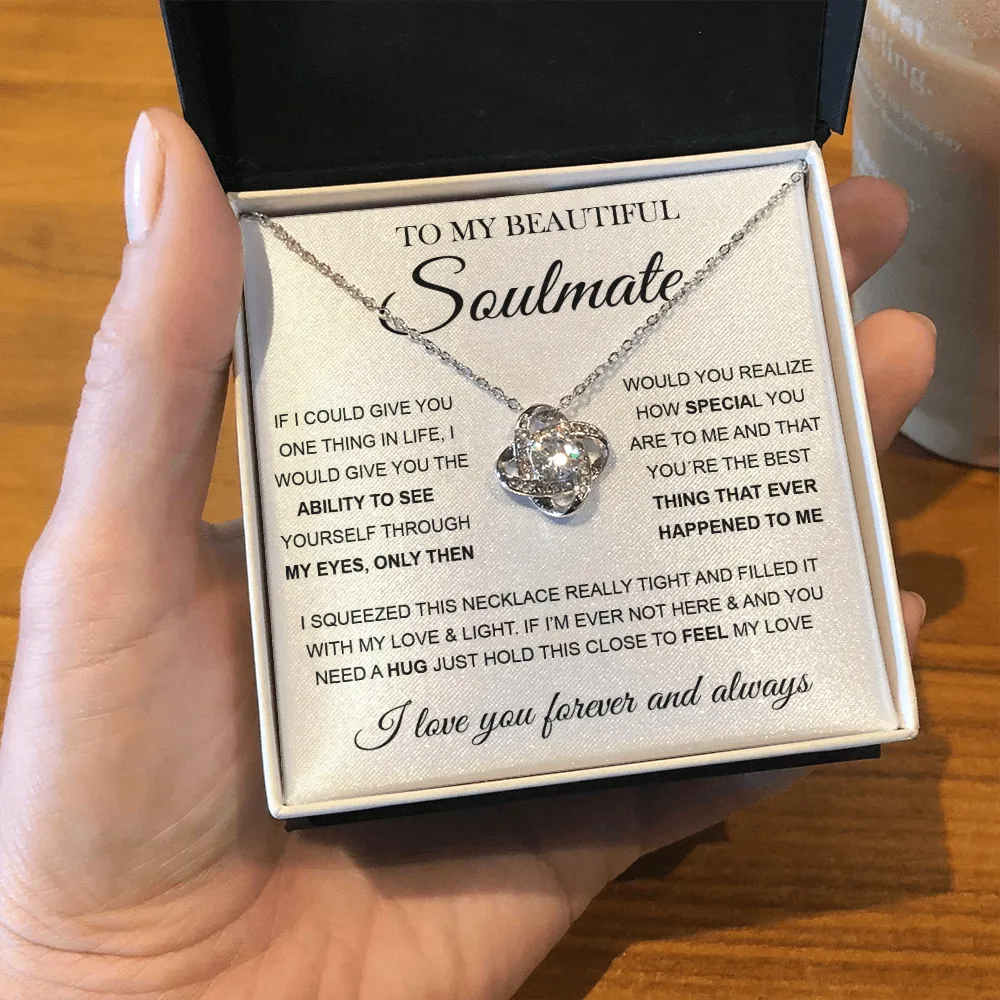 TO MY BEAUTIFUL
Soulmate
IF I COULD GIVE YOU
ONE THING IN LIFE, I
WOULD GIVE YOU THE
ABILITY TO SEE
YOURSELF THROUGH
MY EYES, ONLY THEN
WOULD YOU REALIZE
HOW SPECIAL YOU
ARE TO ME AND THAT
YOU´RE THE BEST
THING THAT EVER
HAPPENED TO ME
I SQUEEZED THIS NECKLACE REALLY TIGHT AND FILLED IT
WITH MY LOVE & LIGHT. IF I'M EVER NOT HERE & AND YOU
NEED A HUG JUST HOLD THIS CLOSE TO FEEL MY LOVE
I love you forever and always